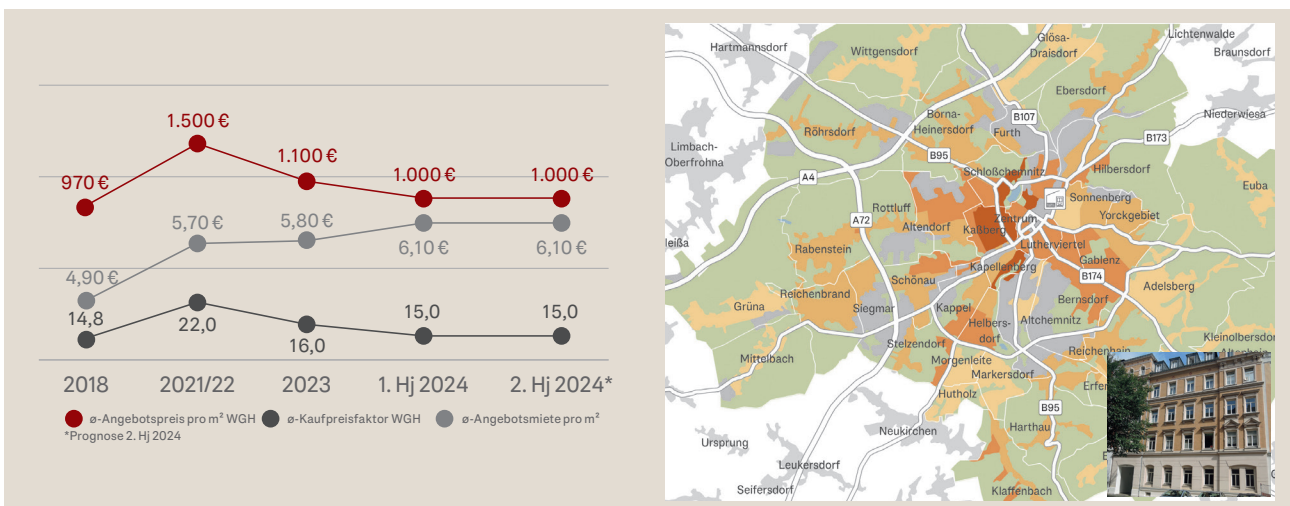 1.500 €
1.100 €
970 €
1.000 €
1.000 €
5,70 €
5,80 €
4,90 €
6,10 €
6,10 €
14,8
22,0
16,0
15,0
15,0
2018
2021/22
2023
1. Hj 2024
2. Hj 2024*
ø-Angebotspreis pro m² WGH
ø-Kaufpreisfaktor WGH
ø-Angebotsmiete pro m²
*Prognose 2. Hj 2024
Hartmannsdorf
Wittgensdorf
Glösa-
Draisdorf
Lichtenwalde
Braunsdorf
Ebersdorf
Niederwiesa
Borna-
Heinersdorf
B107
Furth
Röhrsdorf
B173
Limbach-
Oberfrohna
B95
Schloßchemnitz
Hilbersdorf
A4
Euba
Sonnenberg
Yorckgebiet
Rottluff
A72
Zentrum
Altendorf
Kaßberg
Lutherviertel
Rabenstein
Gablenz
Kapellenberg
B174
Schönau
Adelsberg
Reichenbrand
Bernsdorf
Grüna
Siegmar
Kappel
Altchemnitz
Helbers-
dorf
Kleinolbersdorf
Stelzendorf
Reichenhain
Mittelbach
Morgenleite
Markersdorf
Hutholz
B95
Neukirchen
Harthau
Ursprung
Leukersdorf
Seifersdorf
Klaffenbach